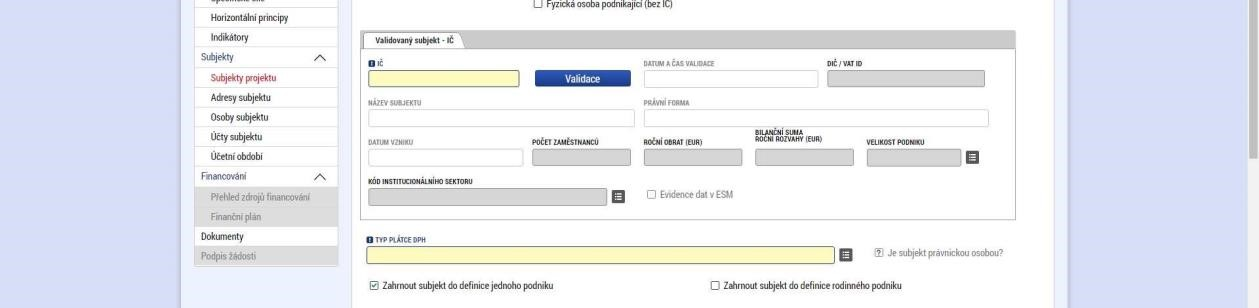 Fyzická osoba podnikající (bez IČ)
Horizontální principy
Indikátory
Subjekty
Subjekty projektu
Adresy subjektu
Osoby subjektu
Účty subjektu
Účetní období
Financování
Přehled zdrojů financování
Finanční plán
Dokumenty
Podpis žádosti
Validovaný subjekt - IČ
IČ
Validace
DATUM A ČAS VALIDACE
DIČ / VAT ID
NÁZEV SUBJEKTU
PRÁVNÍ FORMA
DATUM VZNIKU
POČET ZAMĚSTNANCŮ
ROČNÍ OBRAT (EUR)
BILANČNÍ SUMA
ROČNÍ ROZVAHY (EUR)
VELIKOST PODNIKU
KÓD INSTITUCIONÁLNÍHO SEKTORU
Evidence dat v ESM
TYP PLÁTCE DPH
Je subjekt právnickou osobou?
Zahrnout subjekt do definice jednoho podniku
Zahrnout subjekt do definice rodinného podniku